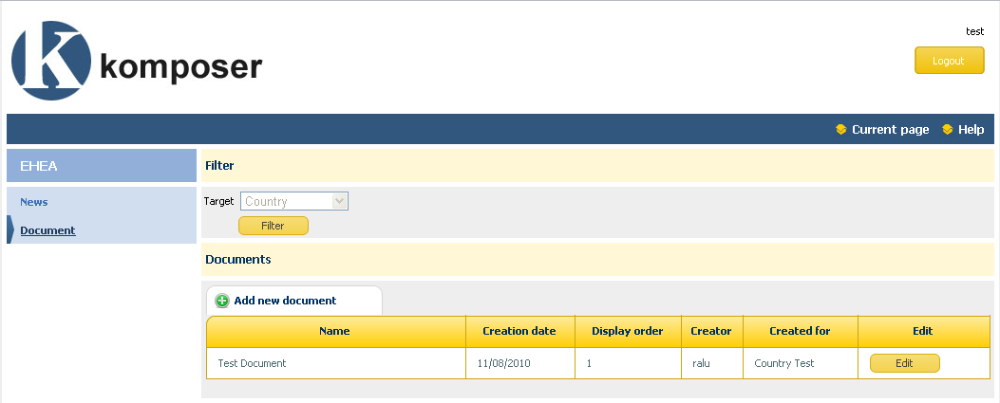 K komposer
test
Logout
Current page Help
EHEA
News
Document
Filter
Target Country
Filter
Documents
Add new document
Name Creation date Display order Creator Created for Edit
Test Document 11/08/2010 1 ralu Country Test Edit